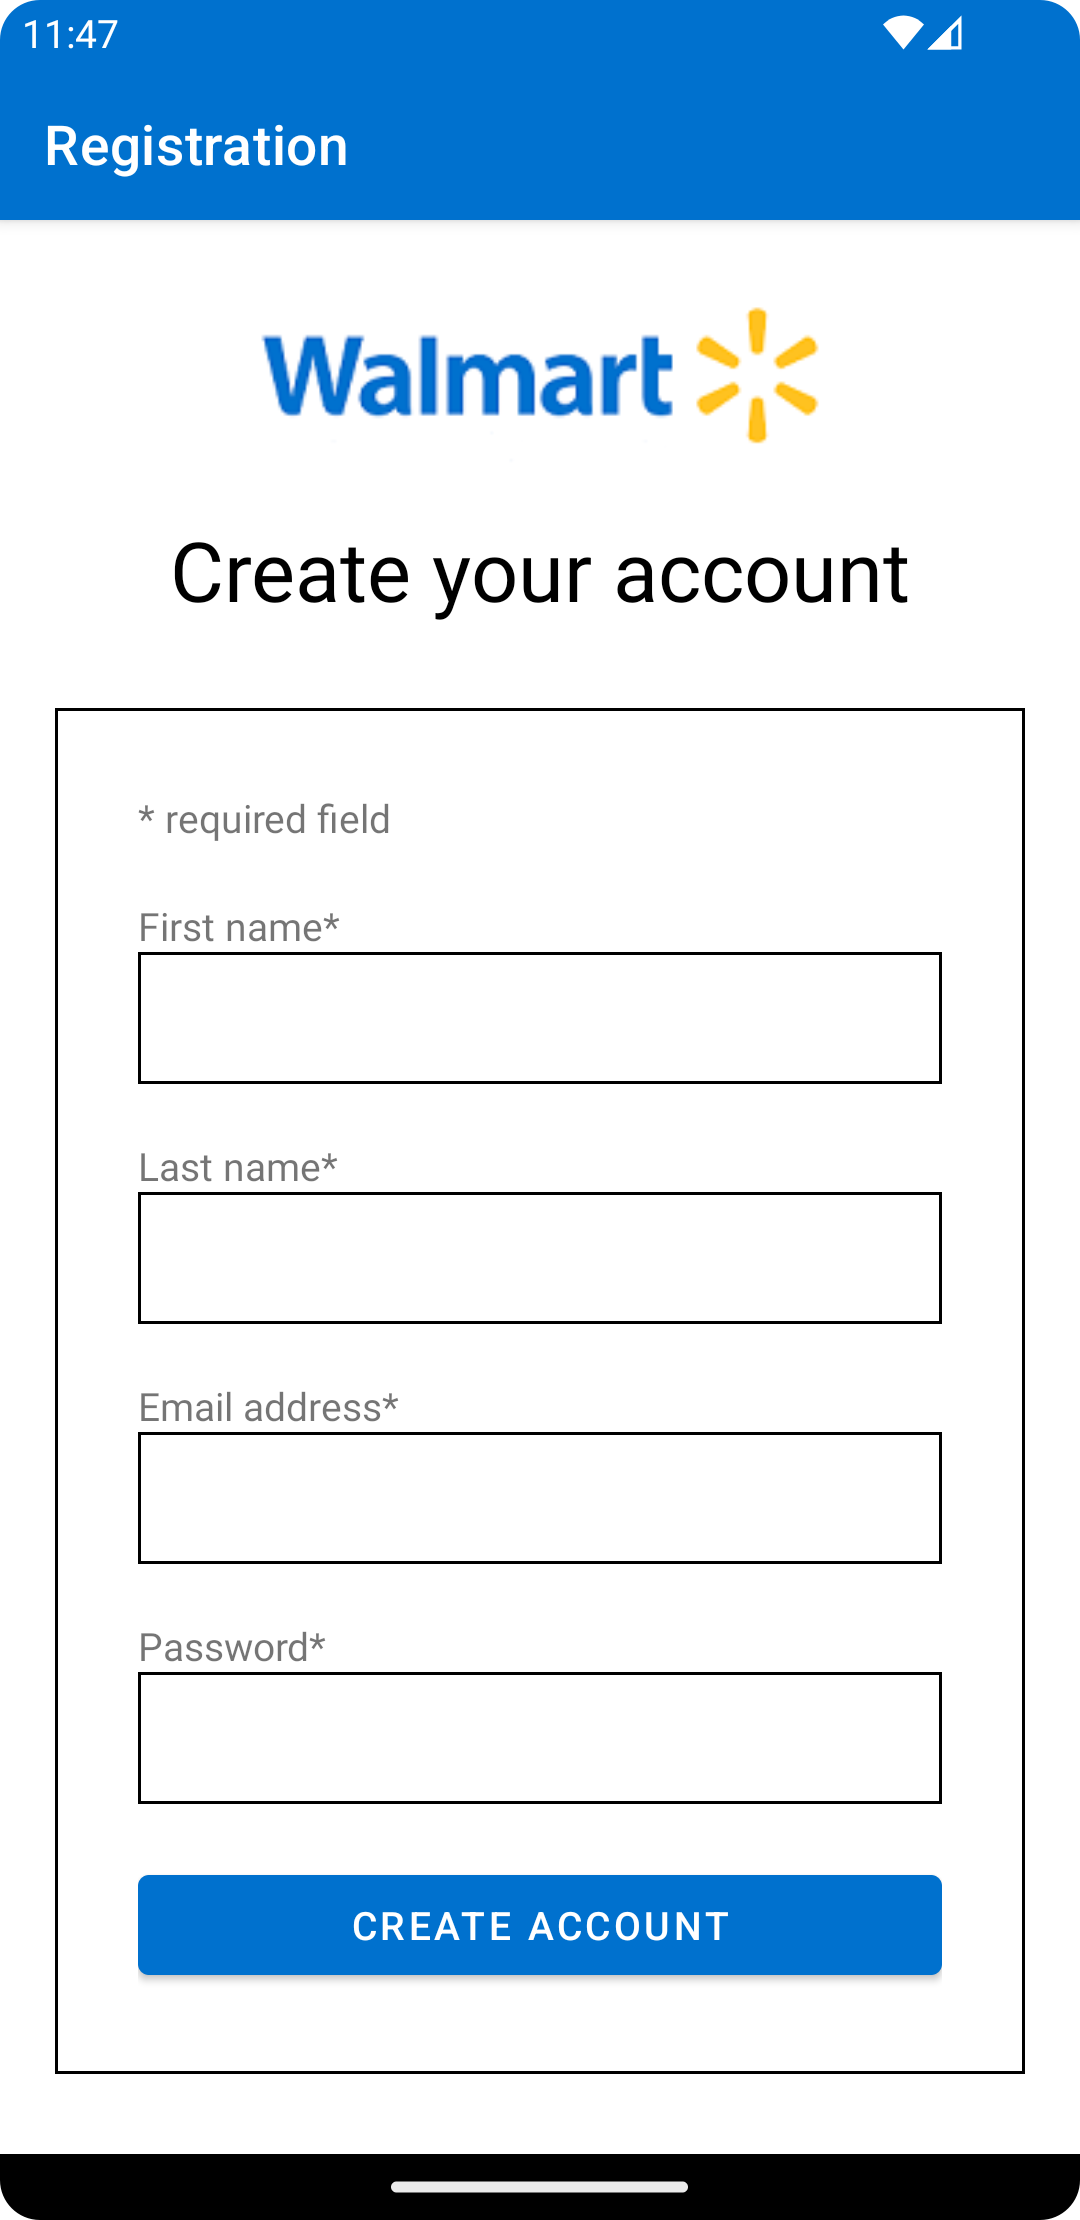 11:47
Registration
Walmart
Create your account
* required field
First name*
Last name*
Email address*
Password*
CREATE ACCOUNT